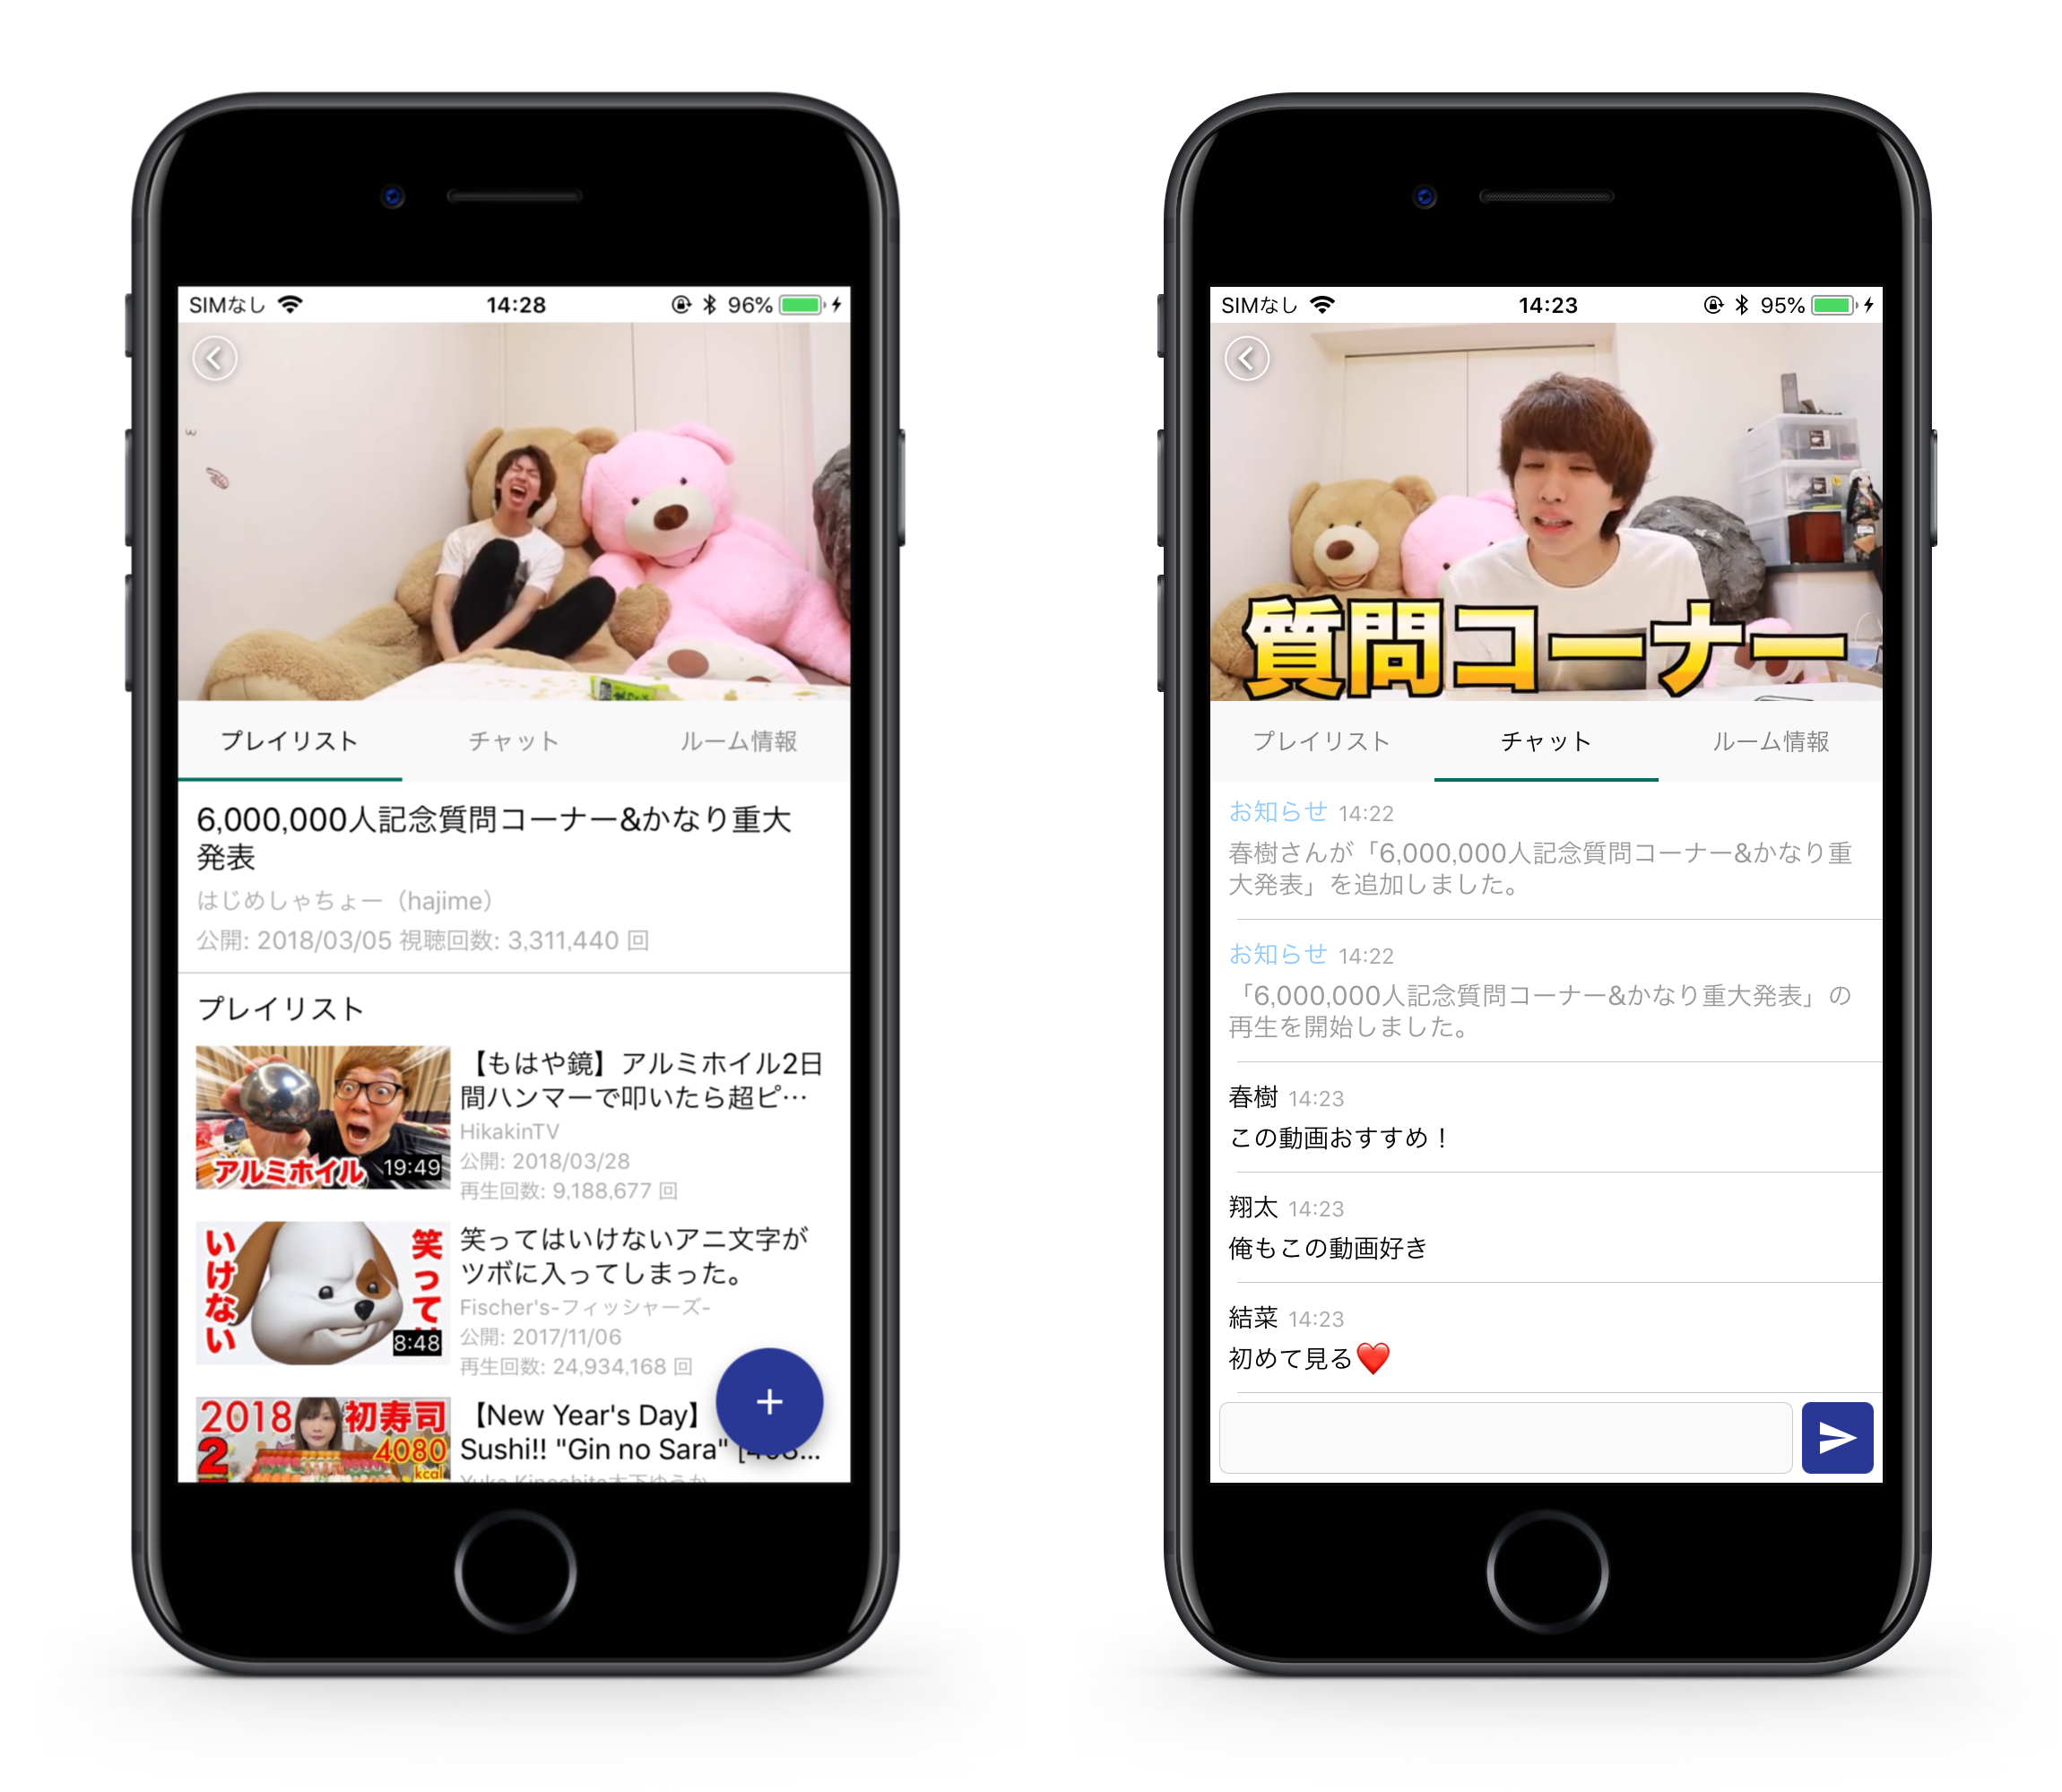 SIMなし 14:28 96%
プレイリスト チャット ルーム情報
6,000,000人記念質問コーナー&かなり重大
発表
はじめしゃちょー（hajime）
公開: 2018/03/05 視聴回数: 3,311,440 回
プレイリスト
アルミホイル
19:49
【もはや鏡】アルミホイル2日
間ハンマーで叩いたら超ピ…
HikakinTV
公開: 2018/03/28
再生回数: 9,188,677 回
笑って
いけない
8:48
笑ってはいけないアニ文字が
ツボに入ってしまった。
Fischer's-フィッシャーズ-
公開: 2017/11/06
再生回数: 24,934,168 回
2018 初寿司
2 4080
kcal
【New Year's Day】
Sushi!! "Gin no Sara"
+
SIMなし 14:23 95%
質問コーナー
プレイリスト チャット ルーム情報
お知らせ 14:22
春樹さんが「6,000,000人記念質問コーナー&かなり重
大発表」を追加しました。
お知らせ 14:22
「6,000,000人記念質問コーナー&かなり重大発表」の
再生を開始しました。
春樹 14:23
この動画おすすめ！
翔太 14:23
俺もこの動画好き
結菜 14:23
初めて見る❤️